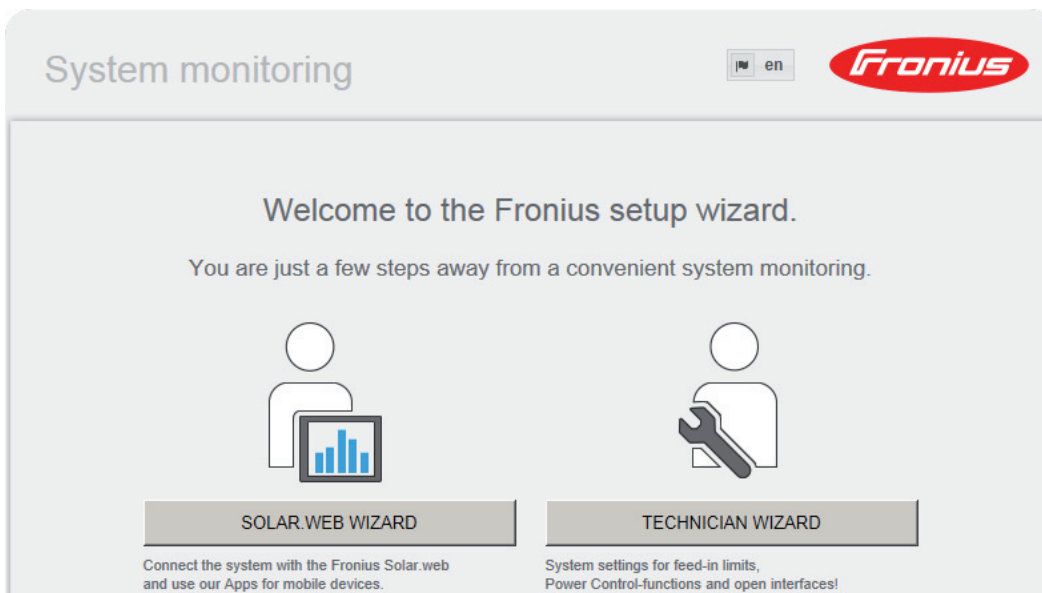 System monitoring
en
Fronius
Welcome to the Fronius setup wizard.
You are just a few steps away from a convenient system monitoring.
SOLAR.WEB WIZARD
TECHNICIAN WIZARD
Connect the system with the Fronius Solar.web
and use our Apps for mobile devices.
System settings for feed-in limits,
Power Control-functions and open interfaces!